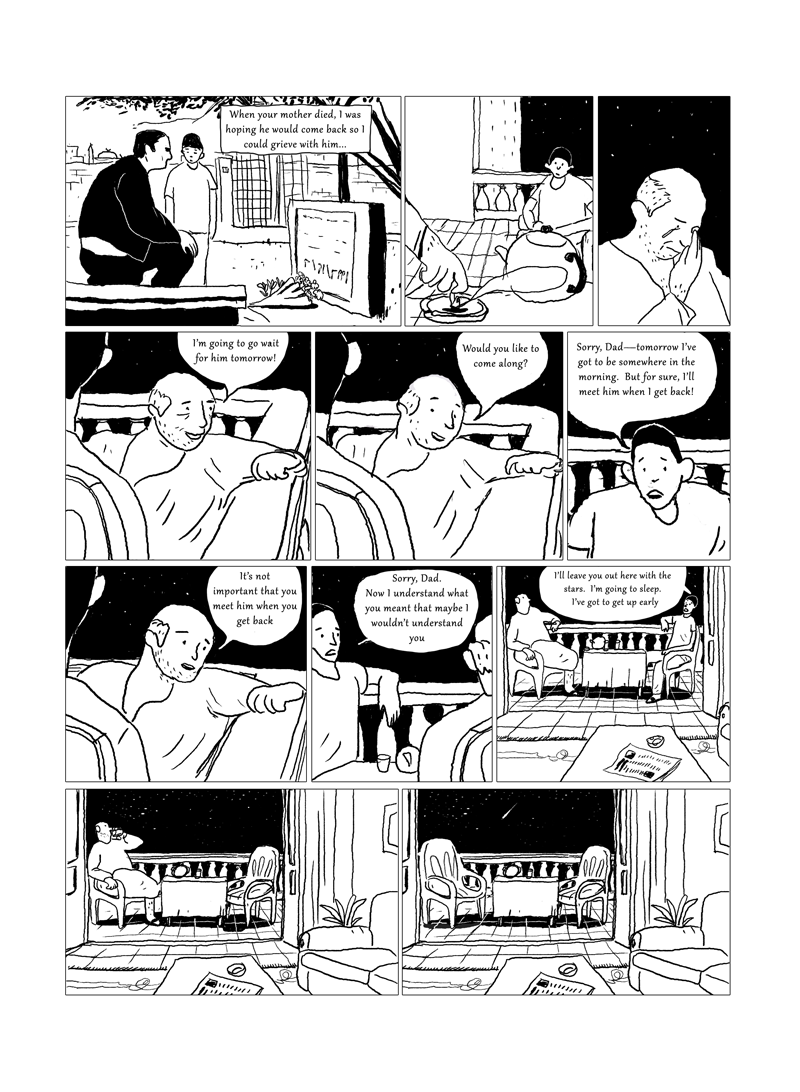 When your mother died, I was
hoping he would come back so I
could grieve with him...
I'm going to go wait
for him tomorrow!
Would you like to
come along?
Sorry, Dad—tomorrow I've
got to be somewhere in the
morning. But for sure, I'll
meet him when I get back!
It's not
important that you
meet him when you
get back
Sorry, Dad.
Now I understand what
you meant that maybe I
wouldn't understand
you
I'll leave you out here with the
stars. I'm going to sleep.
I've got to get up early